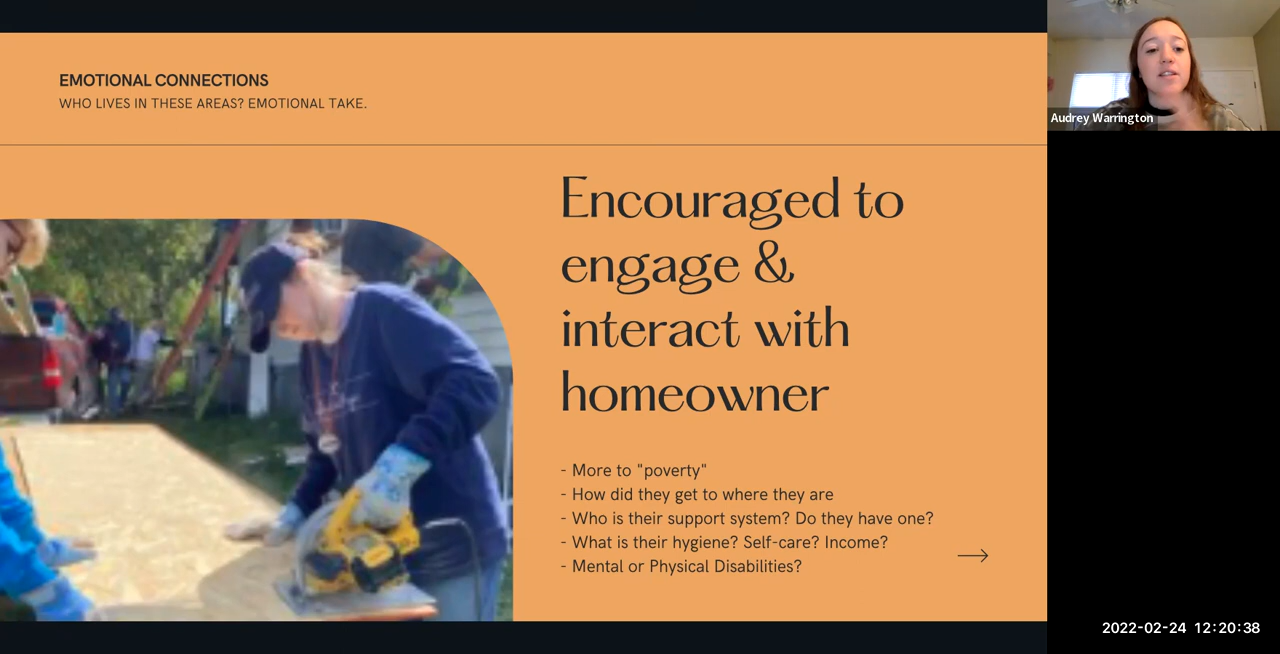 EMOTIONAL CONNECTIONS
WHO LIVES IN THESE AREAS? EMOTIONAL TAKE.
Encouraged to
engage &
interact with
homeowner
- More to "poverty"
- How did they get to where they are
- Who is their support system? Do they have one?
- What is their hygiene? Self-care? Income?
- Mental or Physical Disabilities?
Audrey Warrington
2022-02-24 12:20:38